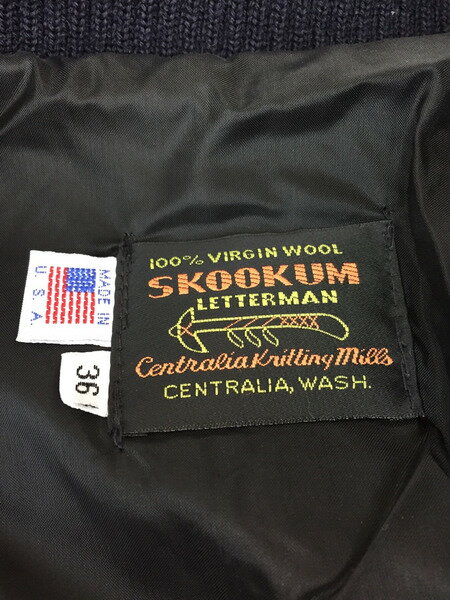 100% VIRGIN WOOL
SKOOKUM
LETTERMAN
Centralia Knitting Mills
CENTRALIA, WASH.
MADE IN
U.S.A.
36